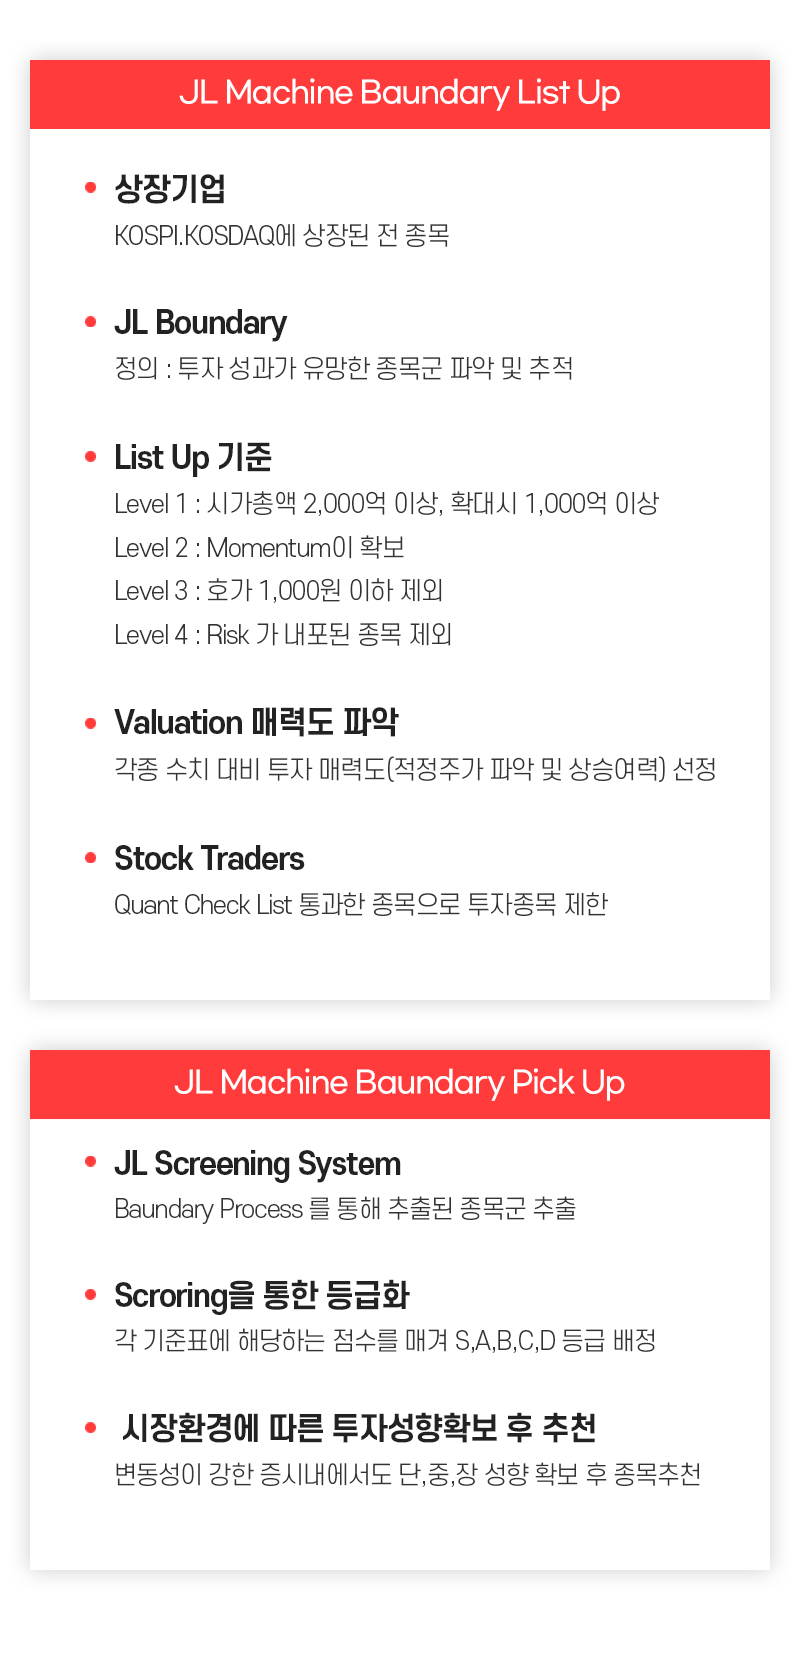 JL Machine Baundary List Up
상장기업
KOSPI.KOSDAQ에 상장된 전 종목
JL Boundary
정의 : 투자 성과가 유망한 종목군 파악 및 추적
List Up 기준
Level 1 : 시가총액 2,000억 이상, 확대시 1,000억 이상
Level 2 : Momentum이 확보
Level 3 : 호가 1,000원 이하 제외
Level 4 : Risk 가 내포된 종목 제외
Valuation 매력도 파악
각종 수치 대비 투자 매력도(적정주가 파악 및 상승여력) 선정
Stock Traders
Quant Check List 통과한 종목으로 투자종목 제한
JL Machine Baundary Pick Up
JL Screening System
Baundary Process 를 통해 추출된 종목군 추출
Scroring을 통한 등급화
각 기준표에 해당하는 점수를 매겨 S,A,B,C,D 등급 배정
시장환경에 따른 투자성향확보 후 추천
변동성이 강한 증시내에서도 단,중,장 성향 확보 후 종목추천